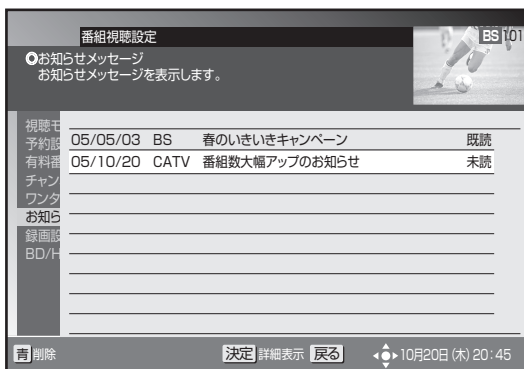 番組視聴設定
BS 101
お知らせメッセージ
お知らせメッセージを表示します。
視聴モ
予約設
有料番
チャン
ワンタ
お知ら
録画設
BD/H
05/05/03 BS 春のいきいきキャンペーン 既読
05/10/20 CATV 番組数大幅アップのお知らせ 未読
青 削除 決定 詳細表示 戻る 10月20日(木)20:45